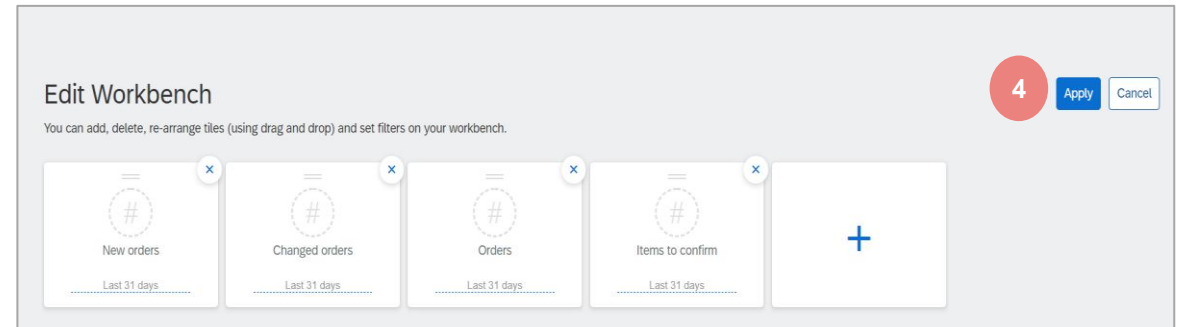 Edit Workbench
4
Apply
Cancel
You can add, delete, re-arrange tiles (using drag and drop) and set filters on your workbench.
#
#
#
#
New orders
Changed orders
Orders
Items to confirm
Last 31 days
Last 31 days
Last 31 days
Last 31 days